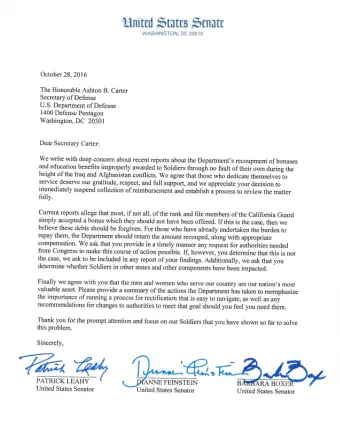 United States Senate
WASHINGTON, DC 20510
October 28, 2016
The Honorable Ashton B. Carter
Secretary of Defense
U.S. Department of Defense
1400 Defense Pentagon
Washington, DC 20301
Dear Secretary Carter:
We write with deep concern about recent reports about the Department's recoupment of bonuses
and education benefits improperly awarded to Soldiers through no fault of their own during the
height of the Iraq and Afghanistan conflicts. We agree that those who dedicate themselves to
service deserve our gratitude, respect, and full support, and we appreciate your decision to
immediately suspend collection of reimbursement and establish a process to review the matter
fully.
Current reports allege that most, if not all, of the rank and file members of the California Guard
simply accepted a bonus which they should not have been offered. If this is the case, then we
believe these debts should be forgiven. For those who have already undertaken the burden to
repay them, the Department should return the amount recouped, along with appropriate
compensation. We ask that you provide in a timely manner any request for authorities needed
from Congress to make this course of action possible. If, however, you determine that this is not
the case, we ask to be included in any report of your findings. Additionally, we ask that you
determine whether Soldiers in other states and other components have been impacted.
Finally we agree with you that the men and women who serve our country are our nation's most
valuable asset. Please provide a summary of the actions the Department has taken to reemphasize
the importance of running a process for rectification that is easy to navigate, as well as any
recommendations for changes to authorities to meet that goal should you feel you need them.
Thank you for the prompt attention and focus on our Soldiers that you have shown so far to solve
this problem.
Sincerely,
Patrick Leahy Dianne Feinstein Barbara Boxer
PATRICK LEAHY DIANNE FEINSTEIN BARBARA BOXER
United States Senator United States Senator United States Senator